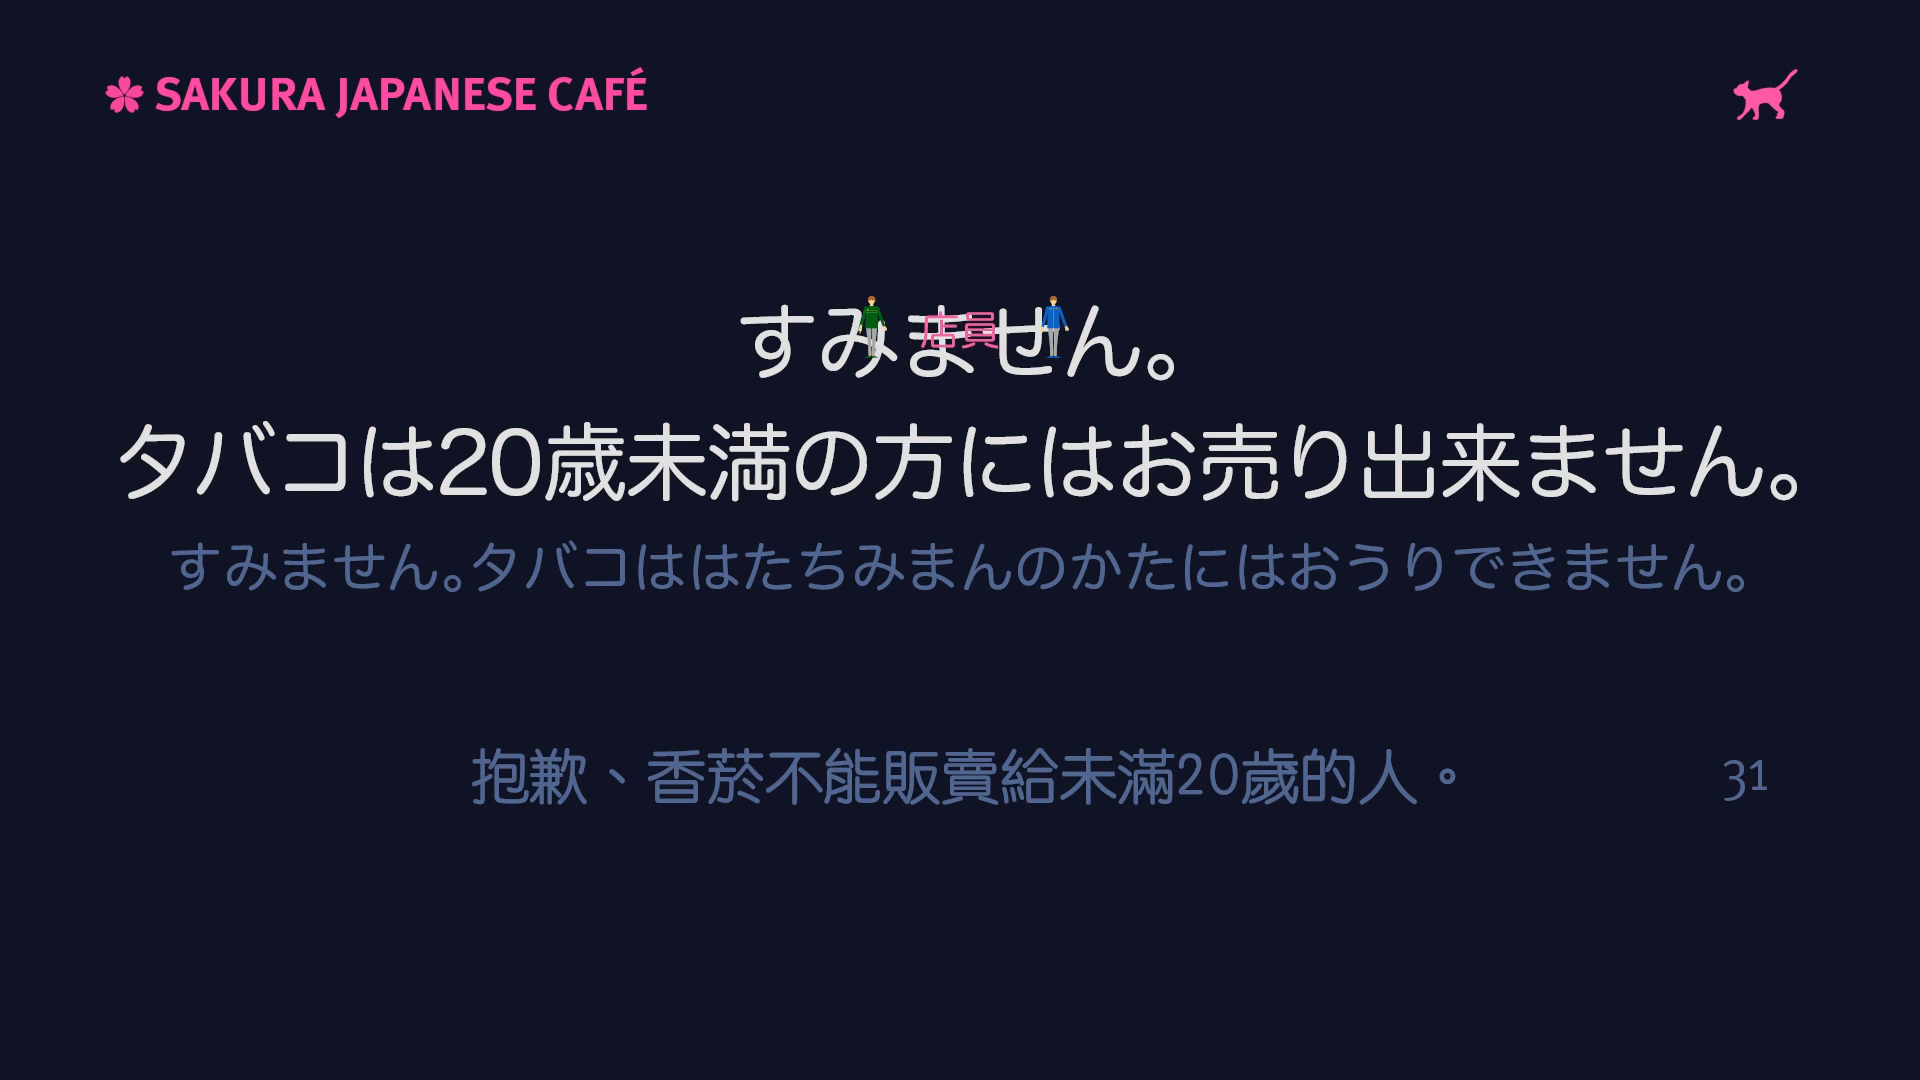 SAKURA JAPANESE CAFÉ
店員
すみません。
タバコは20歳未満の方にはお売り出来ません。
すみません。タバコははたちみまんのかたにはおうりできません。
抱歉、香菸不能販賣給未滿20歲的人。
31